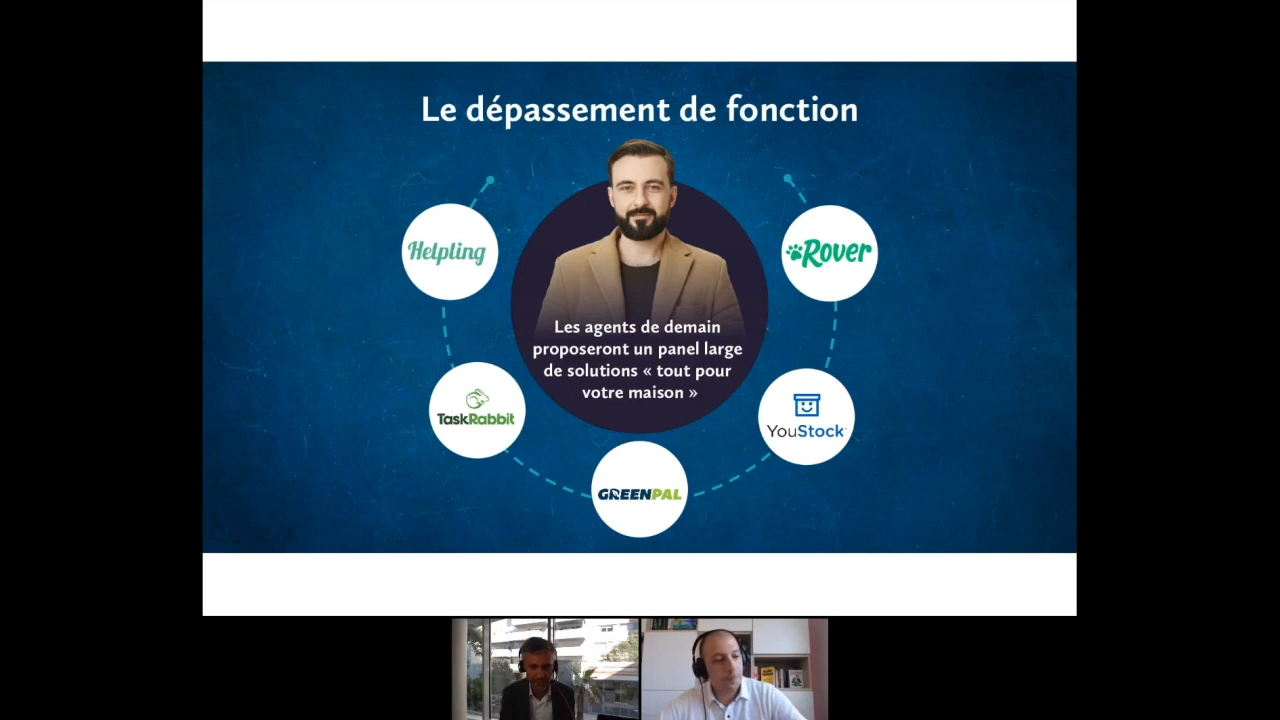 Le dépassement de fonction
Helpling
Rover
Les agents de demain
proposeront un panel large
de solutions « tout pour
votre maison »
TaskRabbit
YouStock
GREENPAL